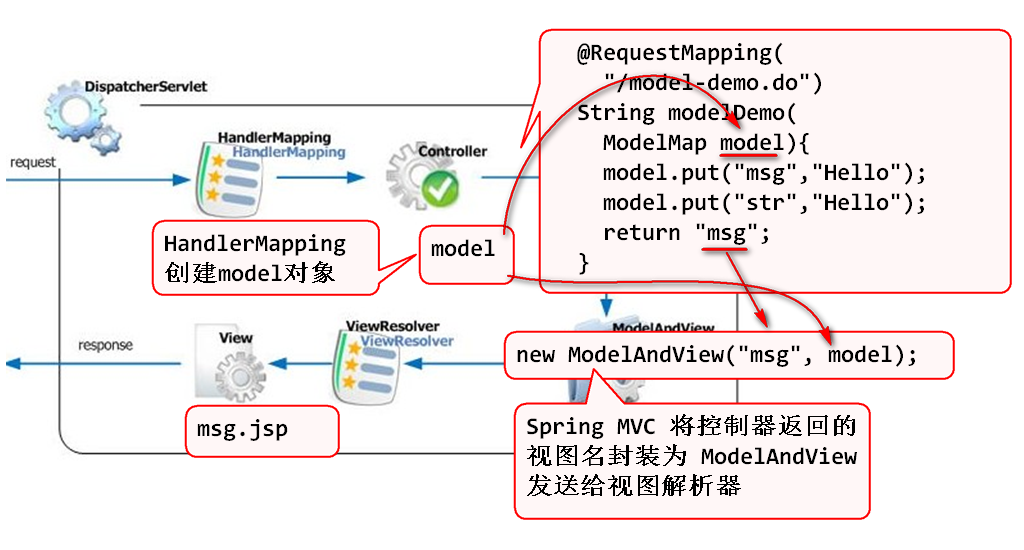 DispatcherServlet
request
HandlerMapping
HandlerMapping
Controller
@RequestMapping(
"/model-demo.do")
String modelDemo(
ModelMap model){
model.put("msg","Hello");
model.put("str","Hello");
return "msg";
}
HandlerMapping
创建model对象
model
response
View
ViewResolver
ViewResolver
ModelAndView
new ModelAndView("msg", model);
msg.jsp
Spring MVC 将控制器返回的
视图名封装为 ModelAndView
发送给视图解析器